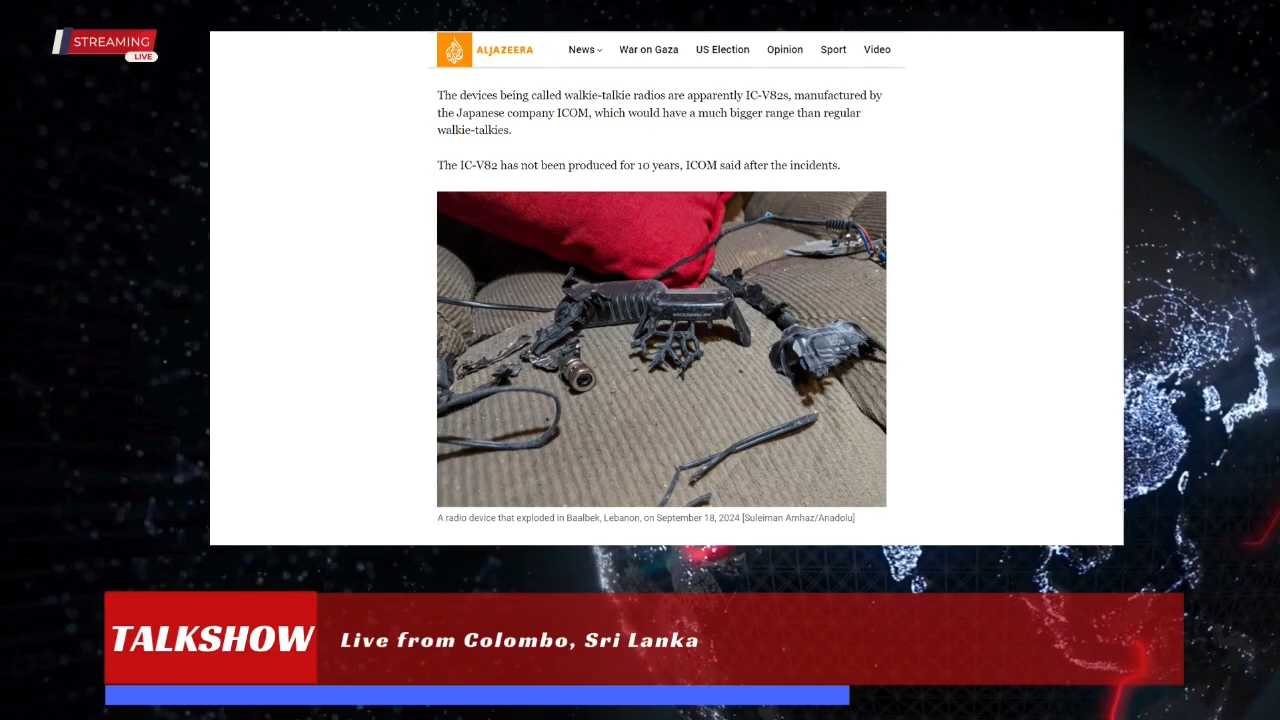 STREAMING
LIVE
ALJAZEERA
News
War on Gaza
US Election
Opinion
Sport
Video
The devices being called walkie-talkie radios are apparently IC-V82s, manufactured by
the Japanese company ICOM, which would have a much bigger range than regular
walkie-talkies.
The IC-V82 has not been produced for 10 years, ICOM said after the incidents.
A radio device that exploded in Baalbek, Lebanon, on September 18, 2024 [Suleiman Amhaz/Anadolu]
TALKSHOW
Live from Colombo, Sri Lanka